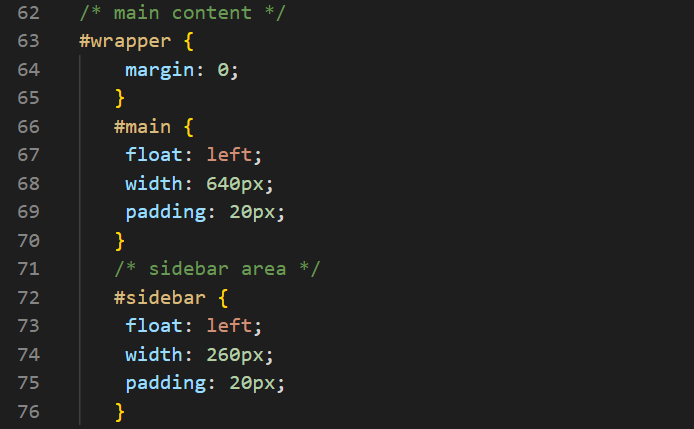 62 /* main content */
63 #wrapper {
64 margin: 0;
65 }
66 #main {
67 float: left;
68 width: 640px;
69 padding: 20px;
70 }
71 /* sidebar area */
72 #sidebar {
73 float: left;
74 width: 260px;
75 padding: 20px;
76 }